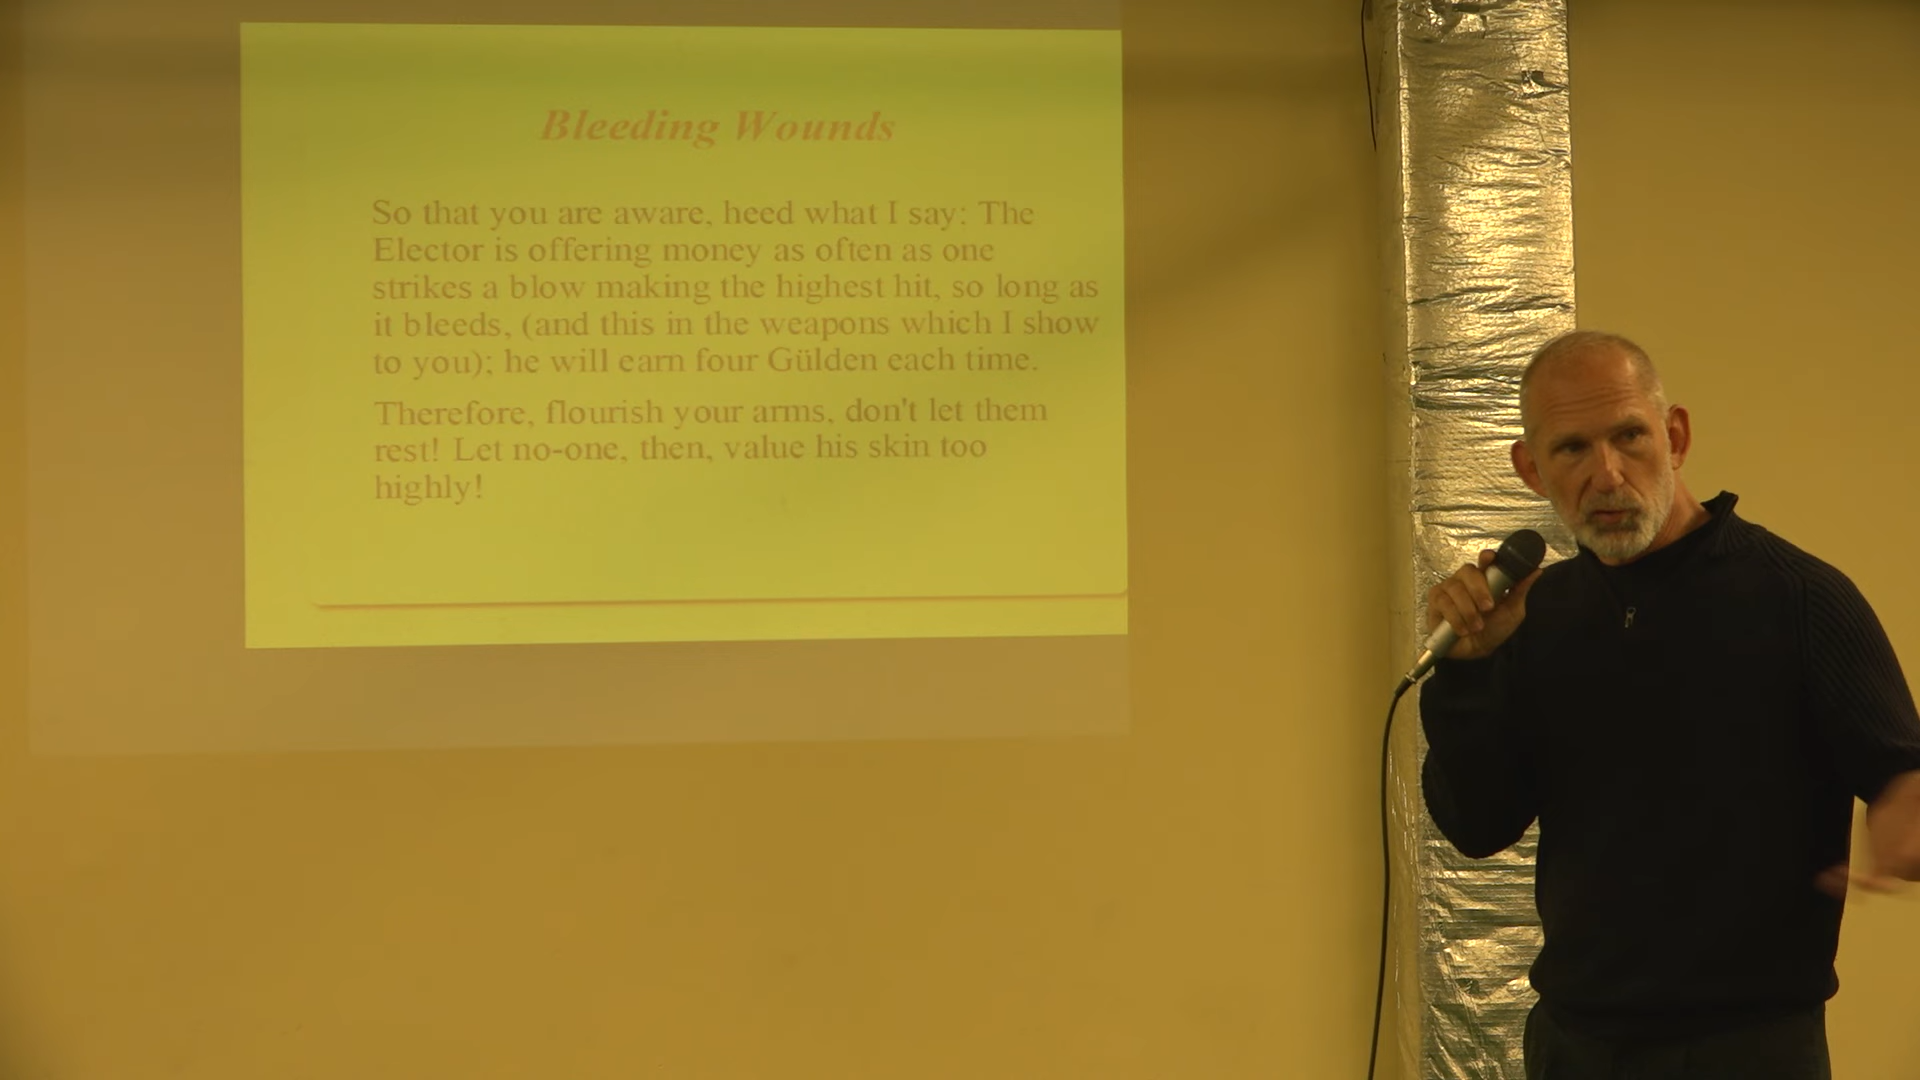 Bleeding Wounds
So that you are aware, heed what I say: The
Elector is offering money as often as one
strikes a blow making the highest hit, so long as
it bleeds, (and this in the weapons which I show
to you); he will earn four Gülden each time.
Therefore, flourish your arms, don't let them
rest! Let no-one, then, value his skin too
highly!